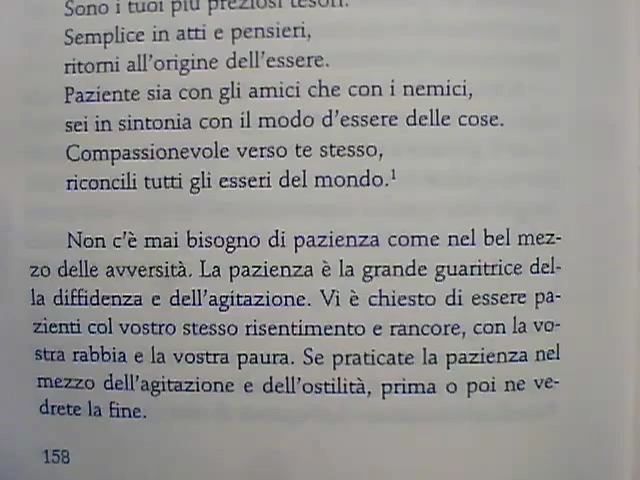 Sono i tuoi più preziosi tesori.
Semplice in atti e pensieri,
ritorni all'origine dell'essere.
Paziente sia con gli amici che con i nemici,
sei in sintonia con il modo d'essere delle cose.
Compassionevole verso te stesso,
riconcili tutti gli esseri del mondo.¹
Non c'è mai bisogno di pazienza come nel bel mez-
zo delle avversità. La pazienza è la grande guaritrice del-
la diffidenza e dell'agitazione. Vi è chiesto di essere pa-
zienti col vostro stesso risentimento e rancore, con la vo-
stra rabbia e la vostra paura. Se praticate la pazienza nel
mezzo dell'agitazione e dell'ostilità, prima o poi ne ve-
drete la fine.
158